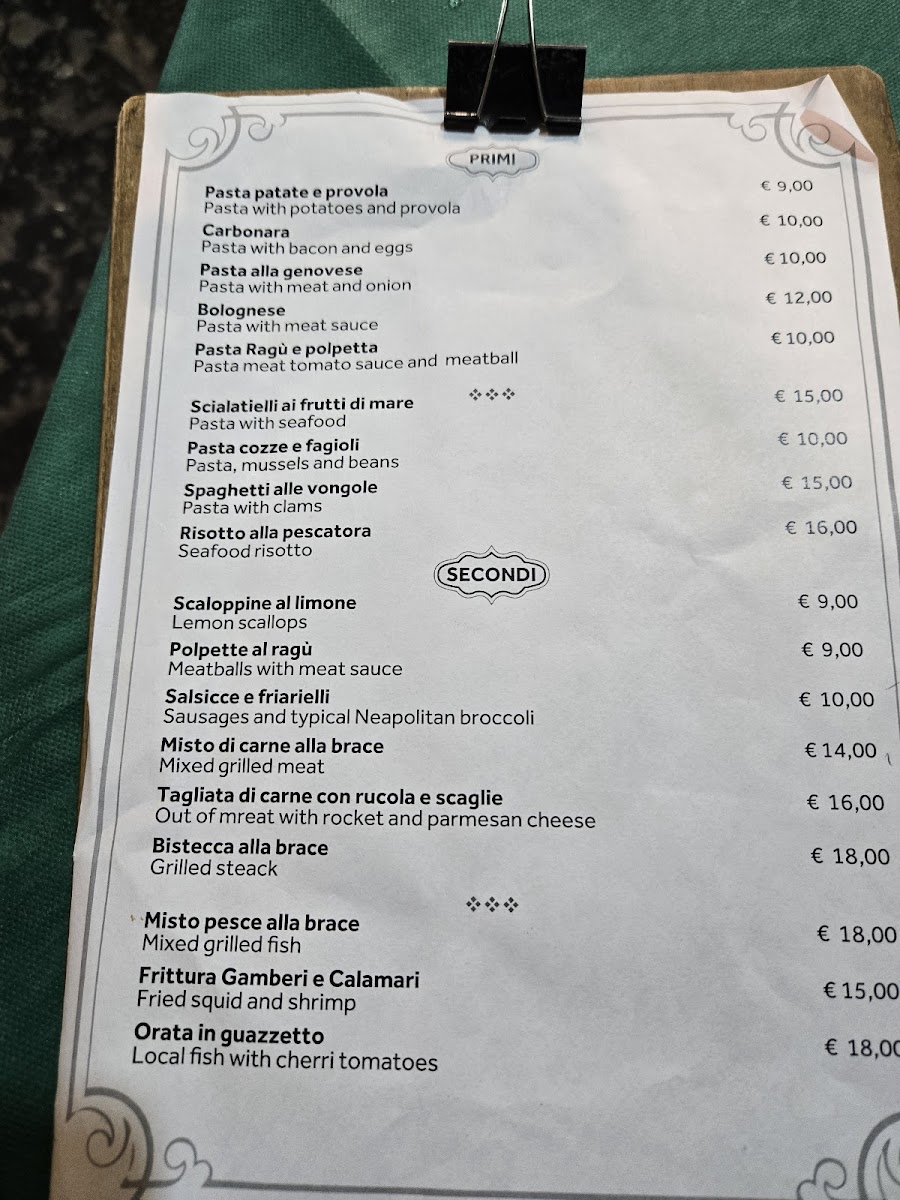 PRIMI
Pasta patate e provola € 9,00
Pasta with potatoes and provola
Carbonara € 10,00
Pasta with bacon and eggs
Pasta alla genovese € 10,00
Pasta with meat and onion
Bolognese € 12,00
Pasta with meat sauce
Pasta Ragù e polpetta € 10,00
Pasta meat tomato sauce and meatball
Scialatielli ai frutti di mare € 15,00
Pasta with seafood
Pasta cozze e fagioli € 10,00
Pasta, mussels and beans
Spaghetti alle vongole € 15,00
Pasta with clams
Risotto alla pescatora € 16,00
Seafood risotto
SECONDI
Scaloppine al limone € 9,00
Lemon scallops
Polpette al ragù € 9,00
Meatballs with meat sauce
Salsicce e friarielli € 10,00
Sausages and typical Neapolitan broccoli
Misto di carne alla brace € 14,00
Mixed grilled meat
Tagliata di carne con rucola e scaglie € 16,00
Out of mreat with rocket and parmesan cheese
Bistecca alla brace € 18,00
Grilled steack
Misto pesce alla brace € 18,00
Mixed grilled fish
Frittura Gamberi e Calamari € 15,00
Fried squid and shrimp
Orata in guazzetto € 18,00
Local fish with cherri tomatoes